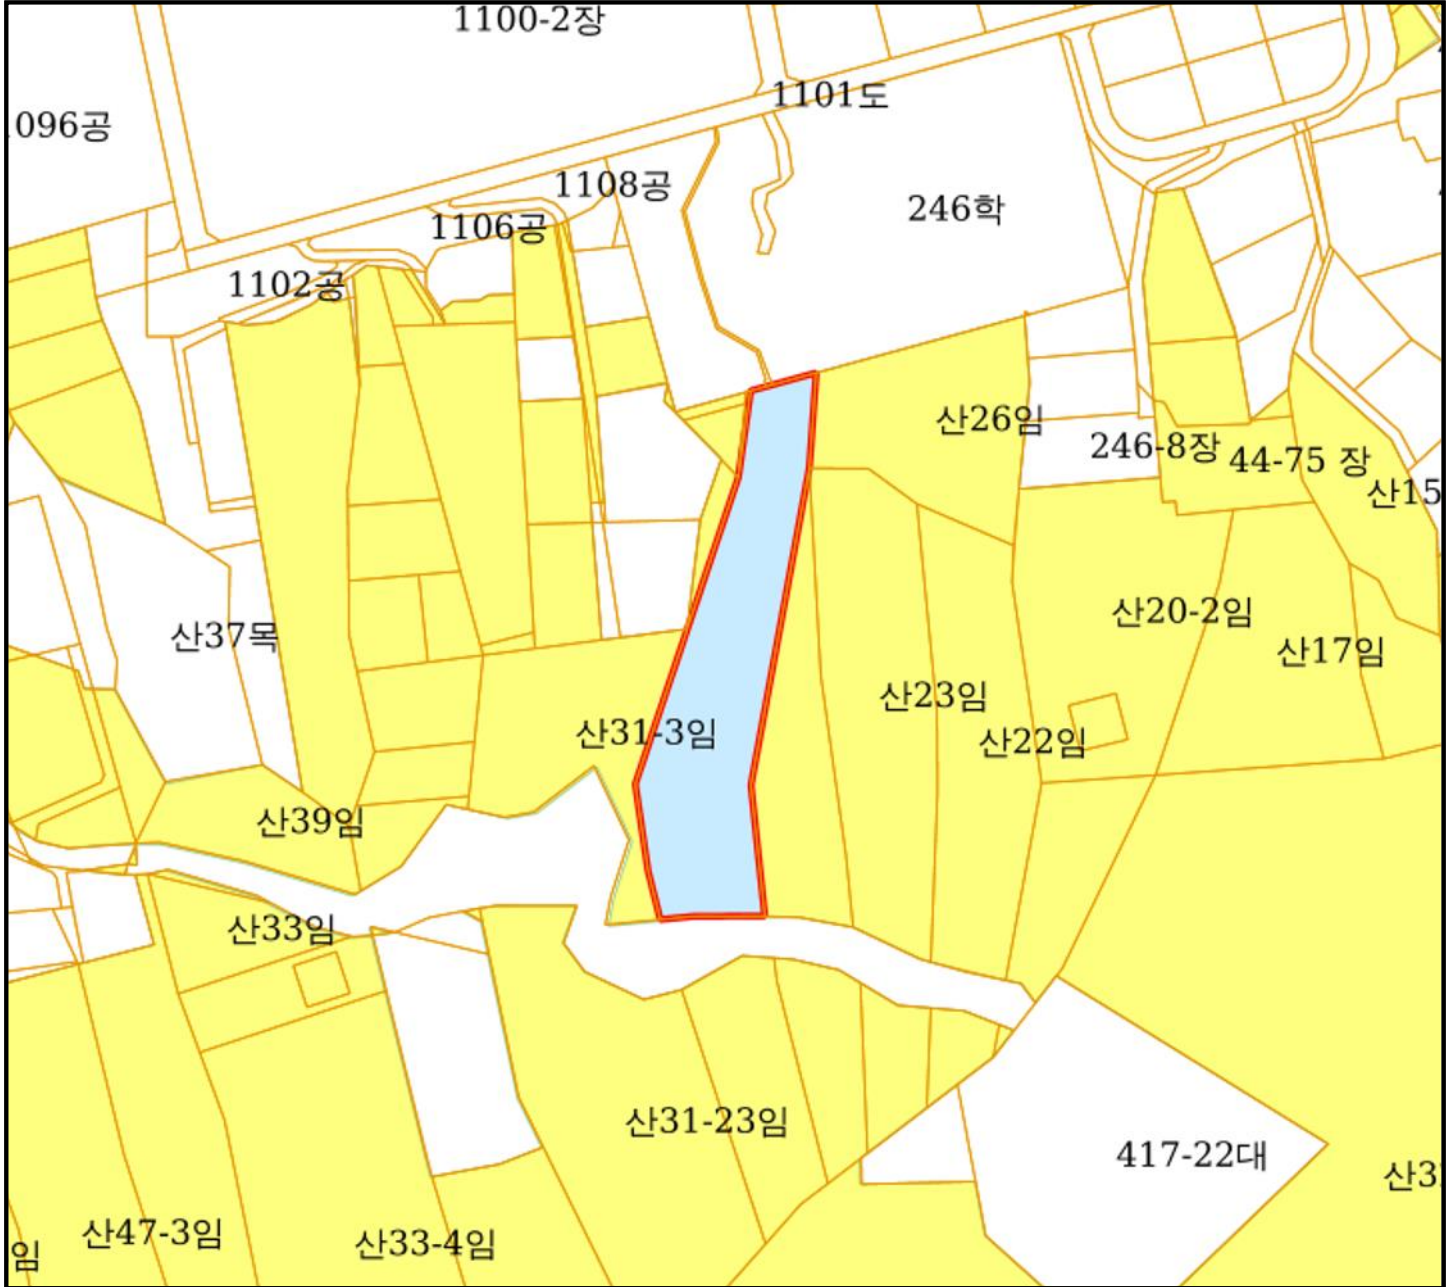 1100-2장
1101도
096공
1108공
246학
1106공
1102공
산26임
246-8장
44-75 장
산15
산20-2임
산37목
산17임
산23임
산31-3임
산22임
산39임
산33임
산31-23임
417-22대
산3
산47-3임
산33-4임
임